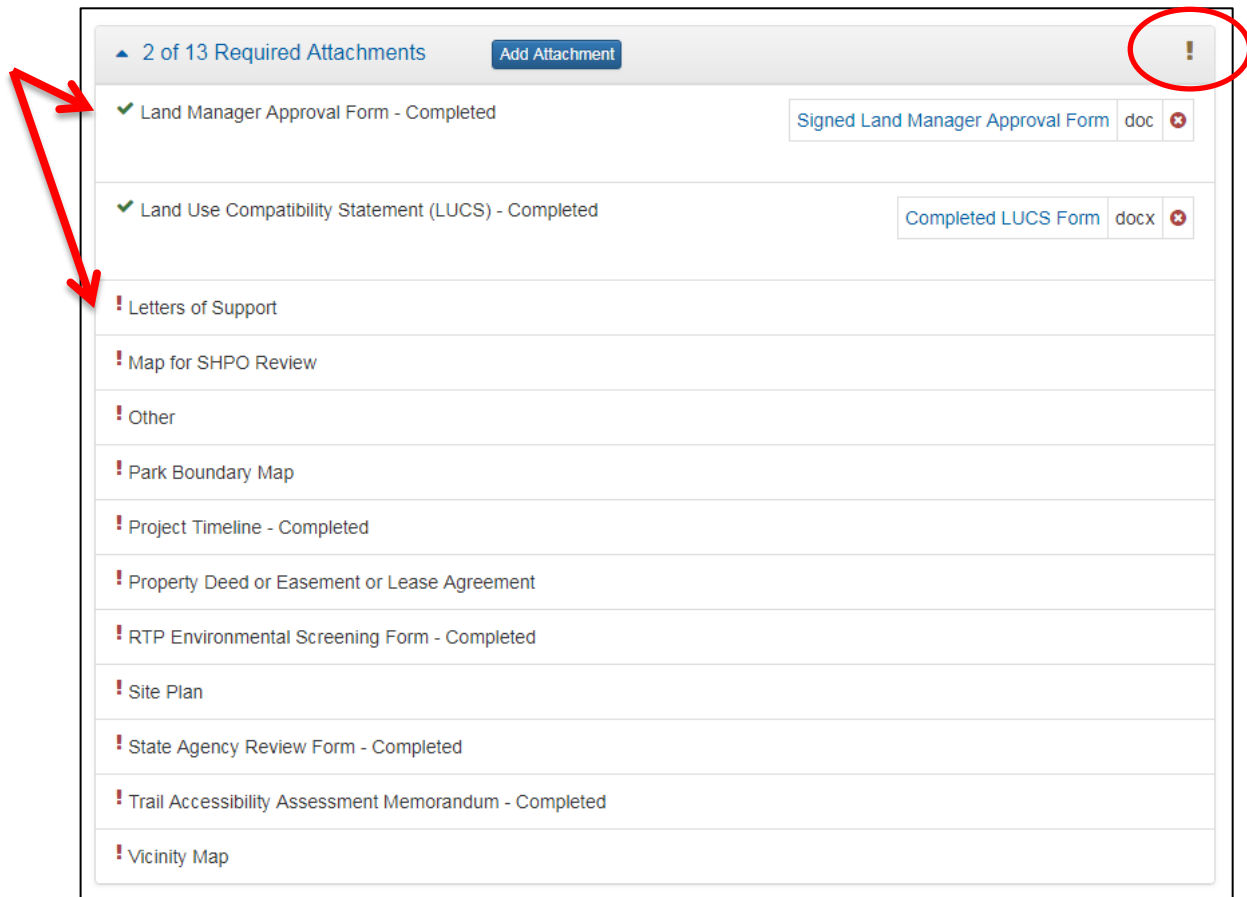 2 of 13 Required Attachments Add Attachment !
Land Manager Approval Form - Completed Signed Land Manager Approval Form doc
Land Use Compatibility Statement (LUCS) - Completed Completed LUCS Form docx
! Letters of Support
! Map for SHPO Review
! Other
! Park Boundary Map
! Project Timeline - Completed
! Property Deed or Easement or Lease Agreement
! RTP Environmental Screening Form - Completed
! Site Plan
! State Agency Review Form - Completed
! Trail Accessibility Assessment Memorandum - Completed
! Vicinity Map